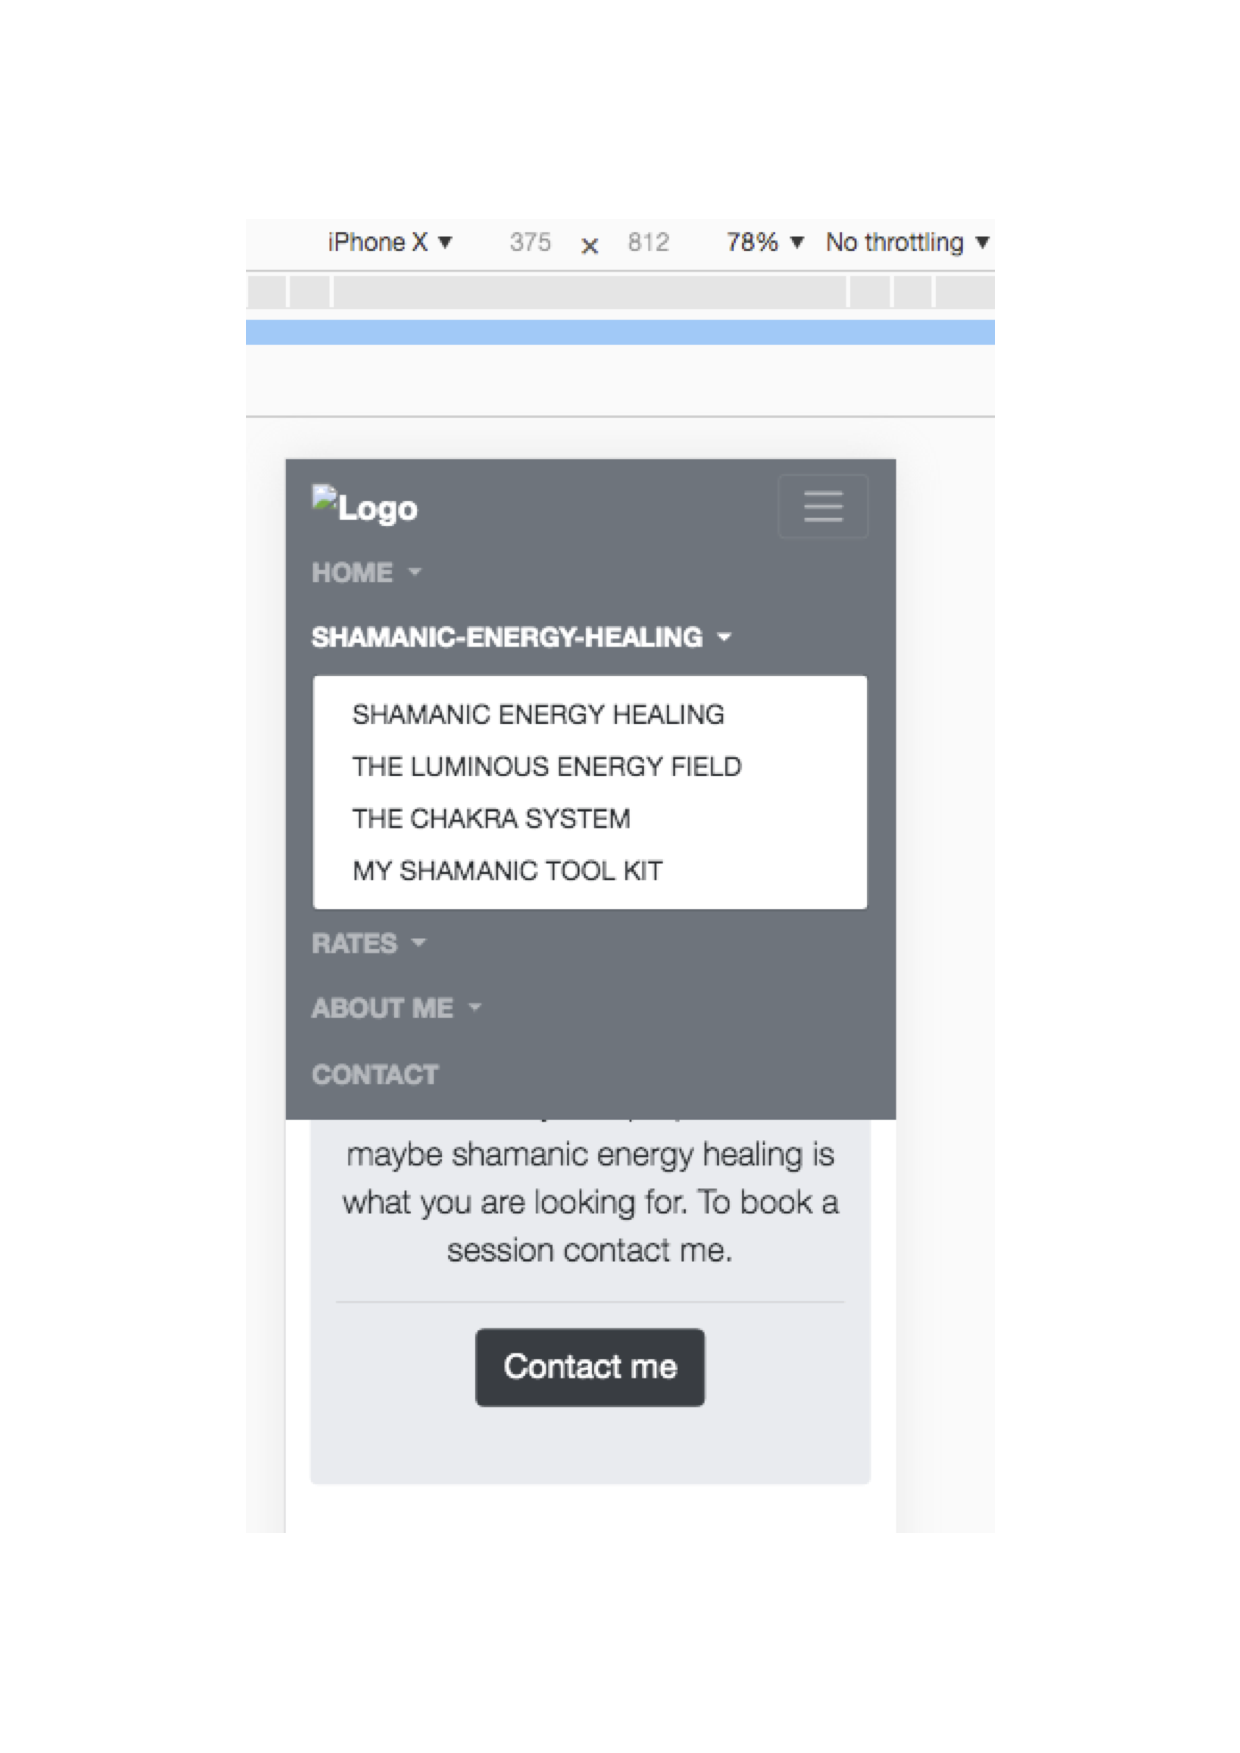 iPhone X ▼ 375 × 812 78% ▼ No throttling ▼
Logo
HOME
SHAMANIC-ENERGY-HEALING
SHAMANIC ENERGY HEALING
THE LUMINOUS ENERGY FIELD
THE CHAKRA SYSTEM
MY SHAMANIC TOOL KIT
RATES
ABOUT ME
CONTACT
maybe shamanic energy healing is
what you are looking for. To book a
session contact me.
Contact me